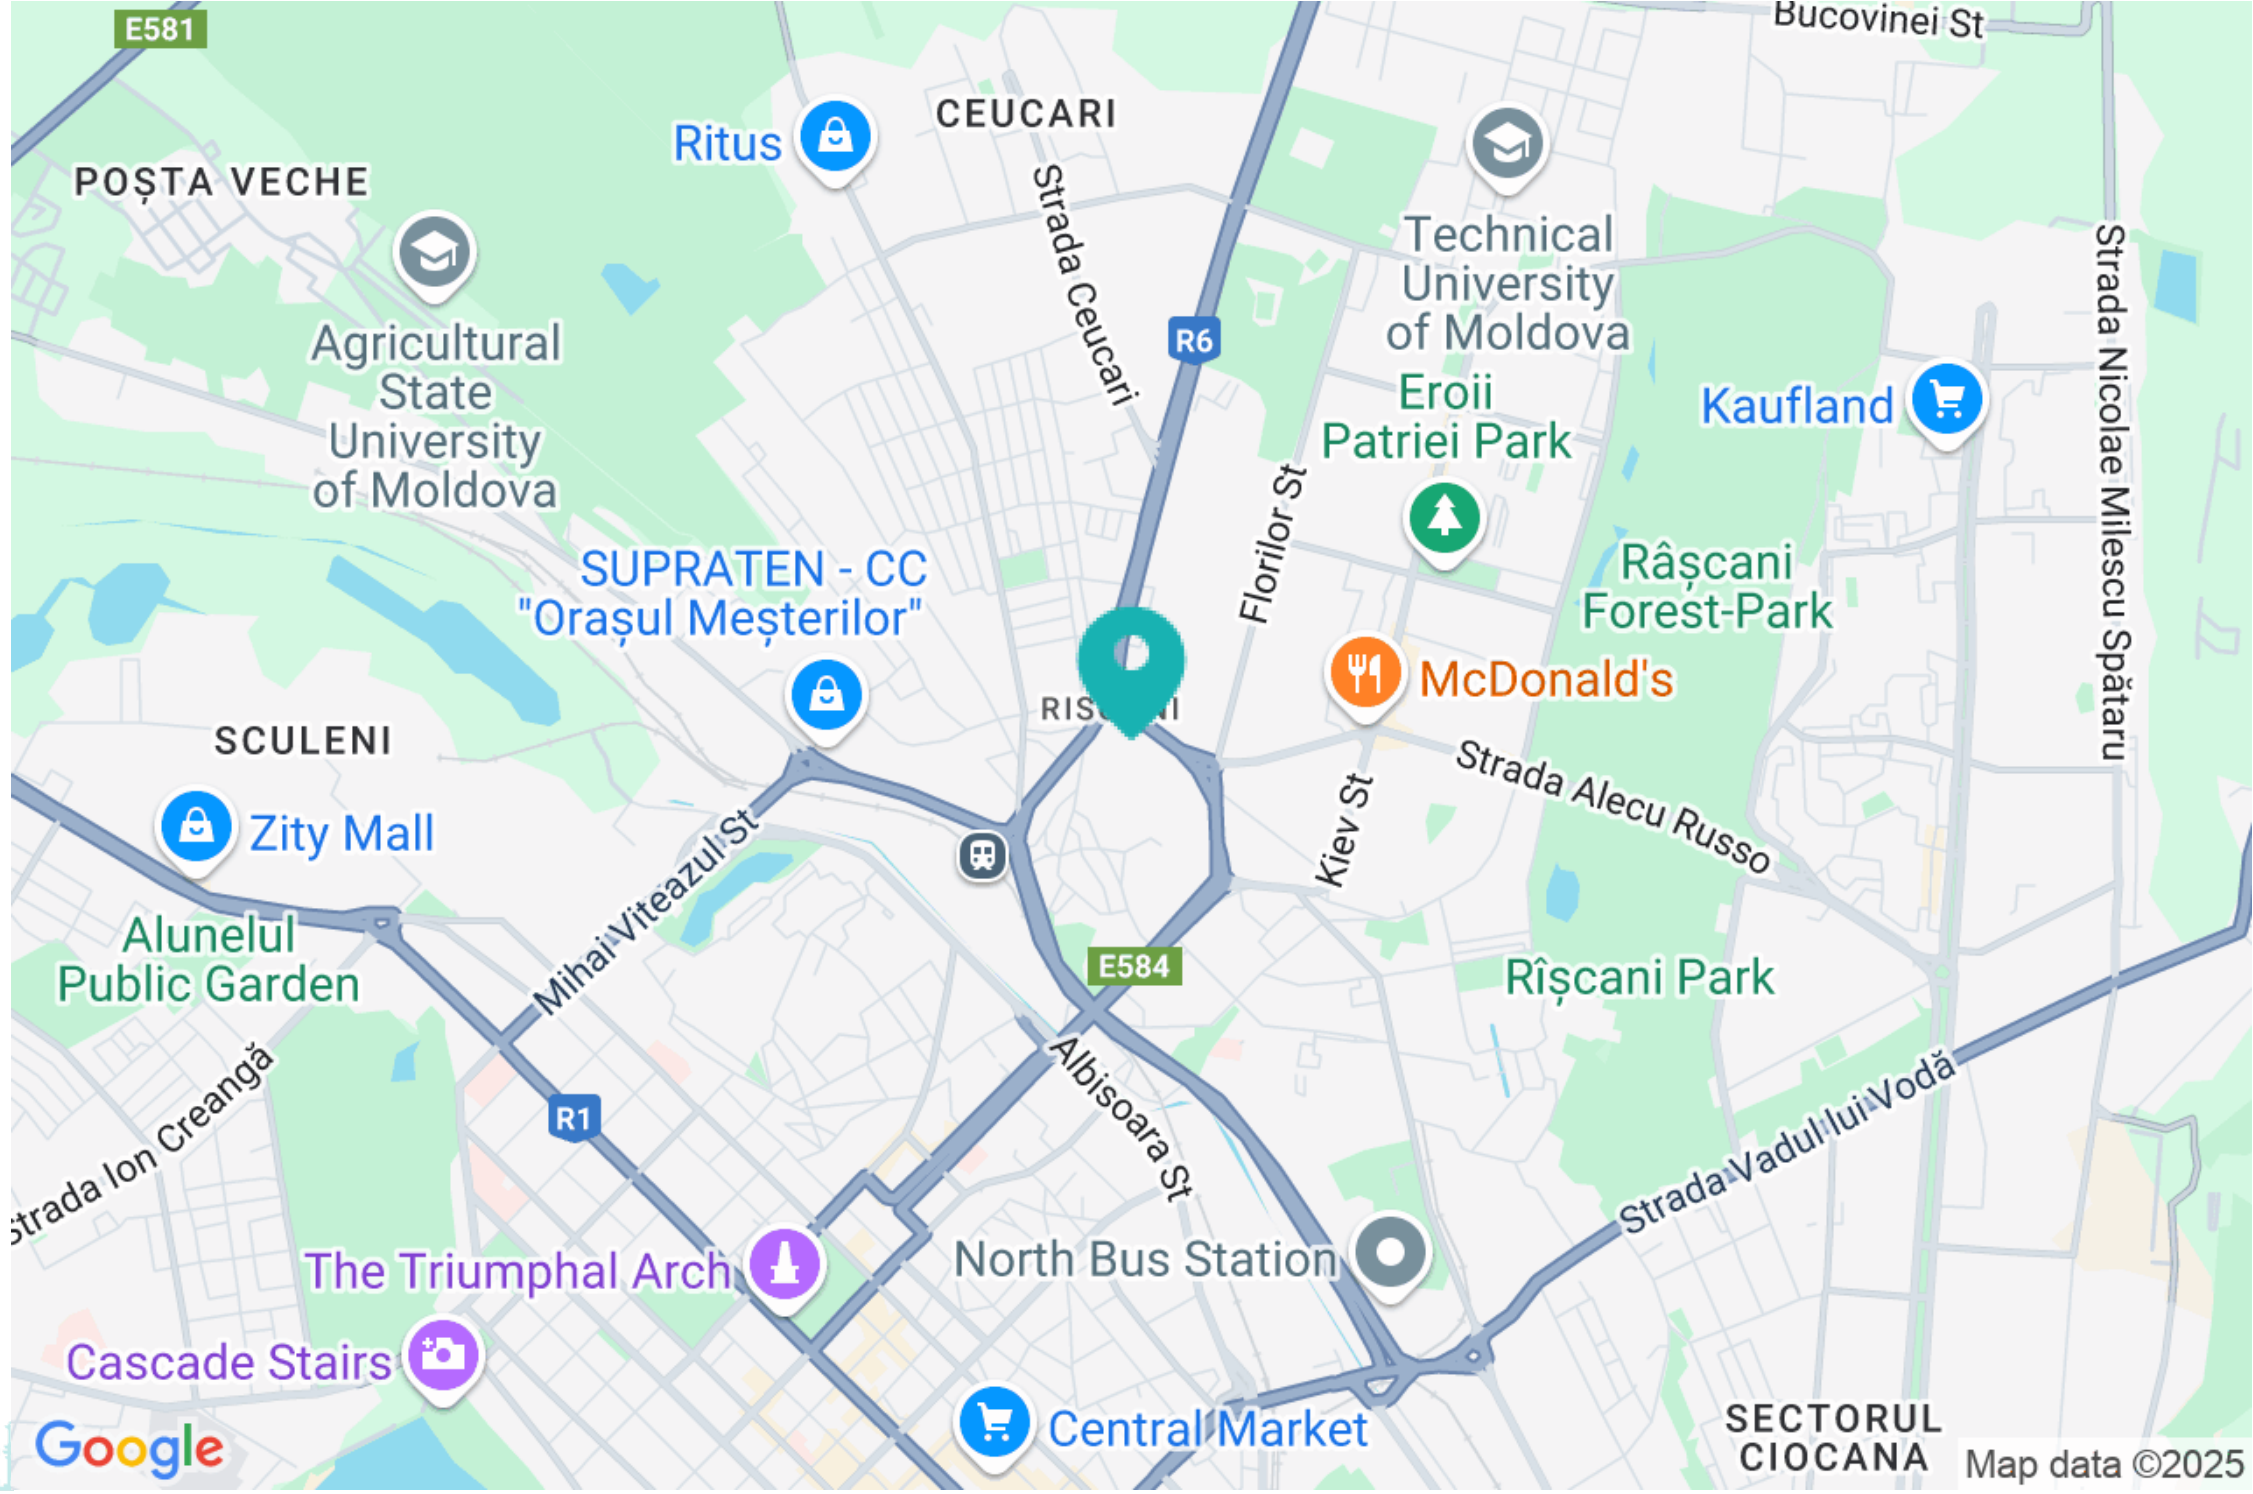 E581
Bucovinei St
CEUCARI
Ritus
POȘTA VECHE
Strada Ceucari
Technical
University
of Moldova
Strada Nicolae Milescu Spătaru
Agricultural
State
University
of Moldova
R6
Eroii
Patriei Park
Kaufland
Florilor St
SUPRATEN - CC
"Orașul Meșterilor"
Râșcani
Forest-Park
McDonald's
SCULENI
Strada Alecu Russo
Zity Mall
Kiev St
Mihai Viteazul St
Alunelul
Public Garden
E584
Rîșcani Park
Strada Ion Creangă
Albisoara St
Strada Vadul lui Vodă
R1
The Triumphal Arch
North Bus Station
Cascade Stairs
Central Market
SECTORUL
CIOCANA
Google
Map data ©2025